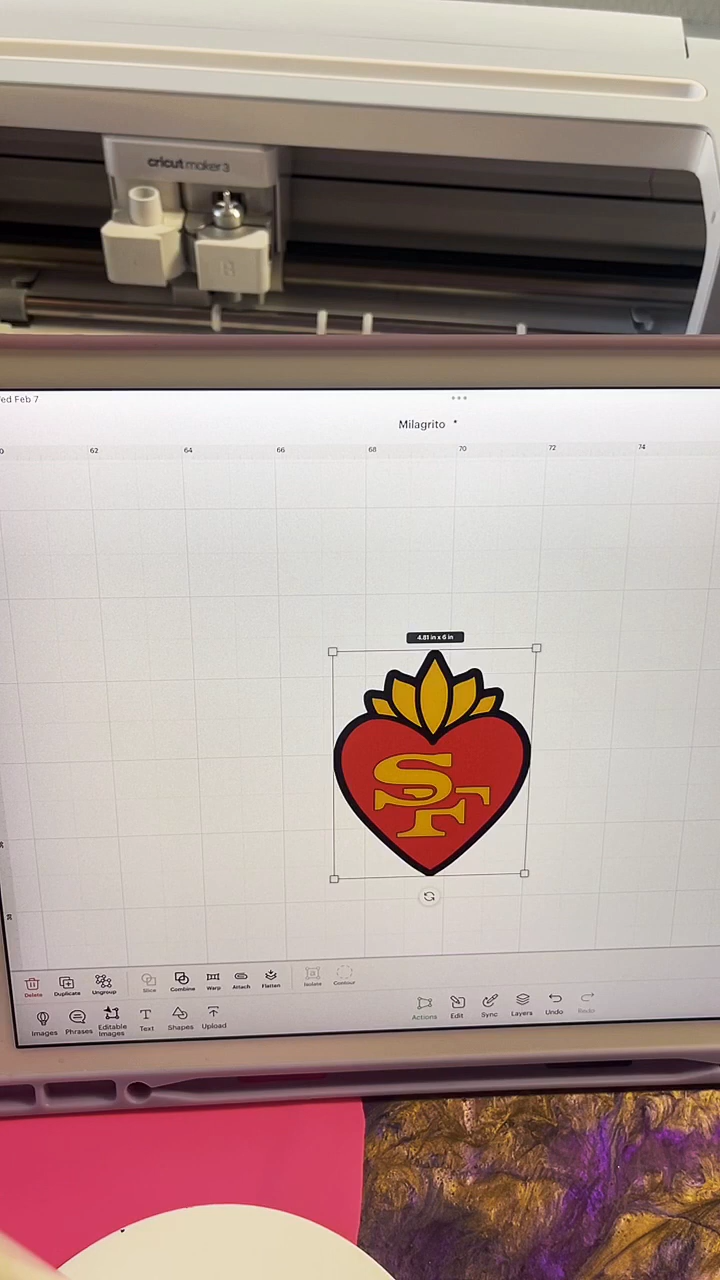 cricut maker 3
ed Feb 7
Milagrito *
62 64 66 68 70 72 74
4.81 in x 6 in
SF
Delete Duplicate Ungroup Slice Combine Warp Attach Flatten Isolate Contour
Images Phrases Editable Images Text Shapes Upload Actions Edit Sync Layers Undo Redo